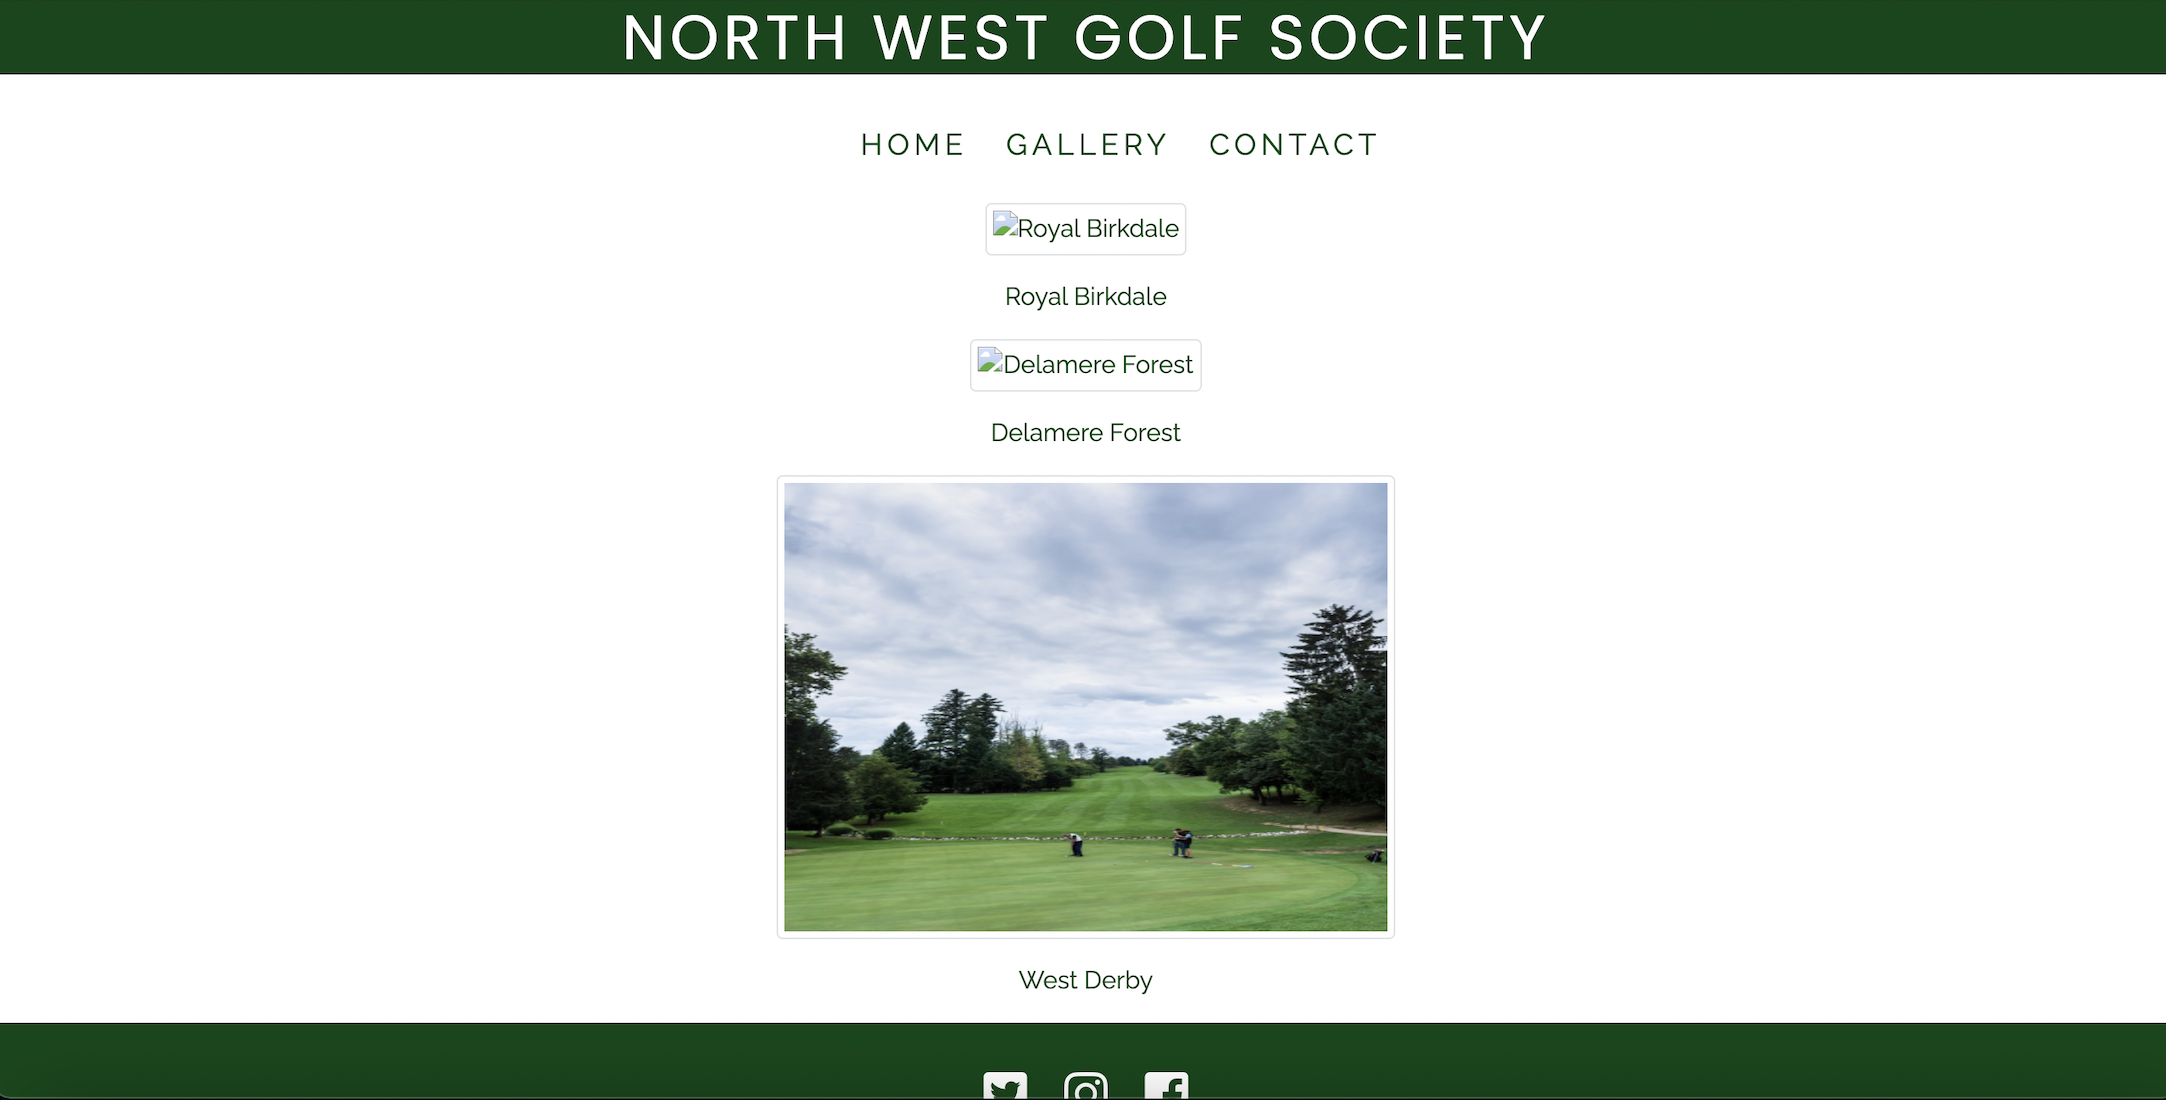 NORTH WEST GOLF SOCIETY
HOME GALLERY CONTACT
Royal Birkdale
Royal Birkdale
Delamere Forest
Delamere Forest
West Derby